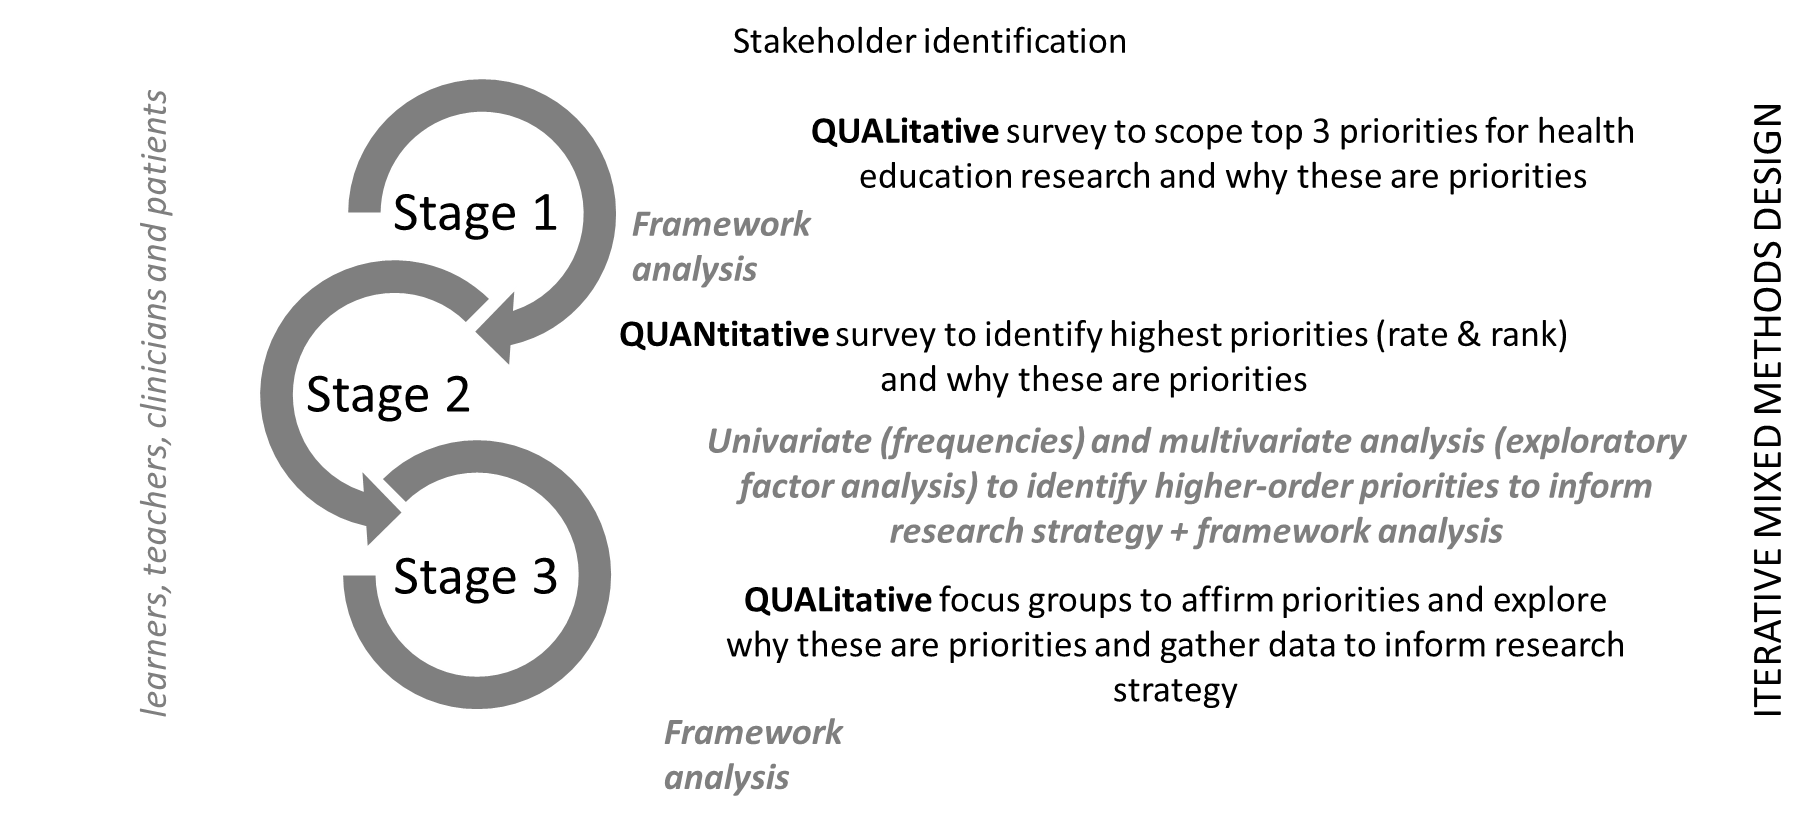 Stakeholder identification
learners, teachers, clinicians and patients
Stage 1
QUALitative survey to scope top 3 priorities for health
education research and why these are priorities
Framework
analysis
Stage 2
QUANtitative survey to identify highest priorities (rate & rank)
and why these are priorities
Univariate (frequencies) and multivariate analysis (exploratory
factor analysis) to identify higher-order priorities to inform
research strategy + framework analysis
Stage 3
QUALitative focus groups to affirm priorities and explore
why these are priorities and gather data to inform research
strategy
Framework
analysis
ITERATIVE MIXED METHODS DESIGN